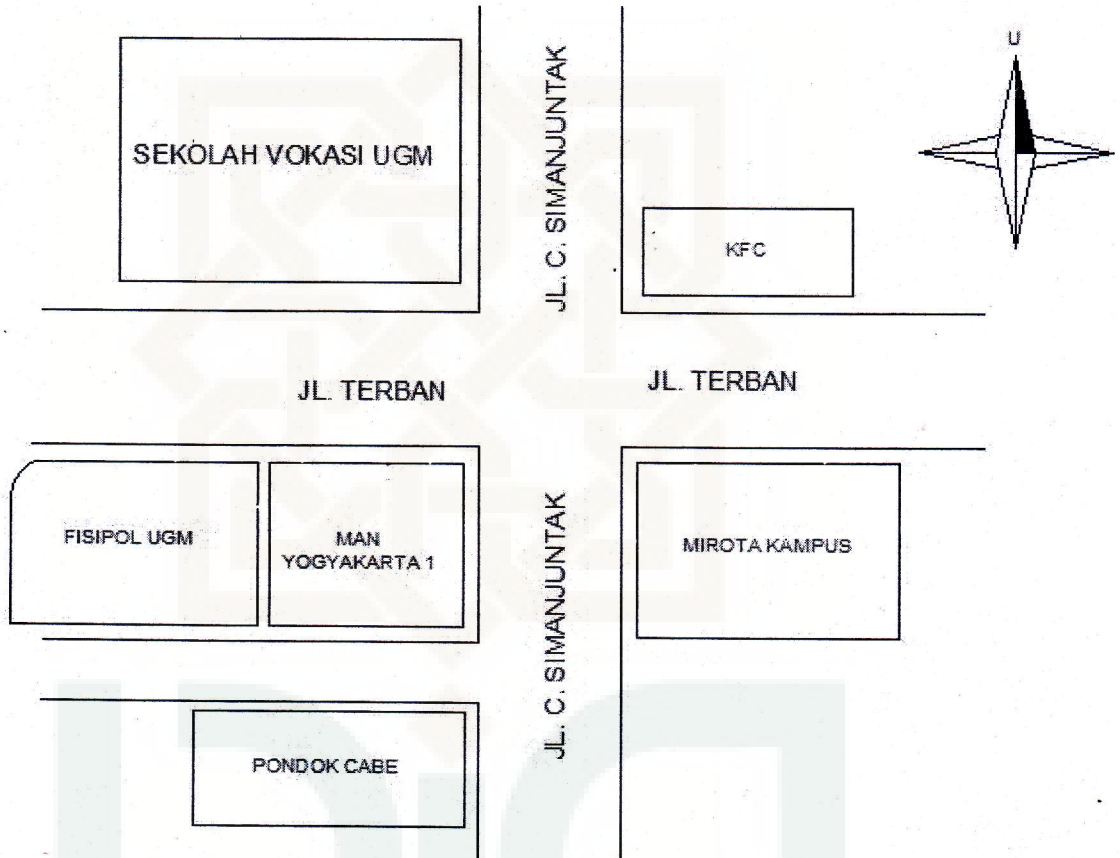 U
SEKOLAH VOKASI UGM
JL. C. SIMANJUNTAK
KFC
JL. TERBAN
JL. TERBAN
FISIPOL UGM
MAN
YOGYAKARTA 1
JL. C. SIMANJUNTAK
MIROTA KAMPUS
PONDOK CABE